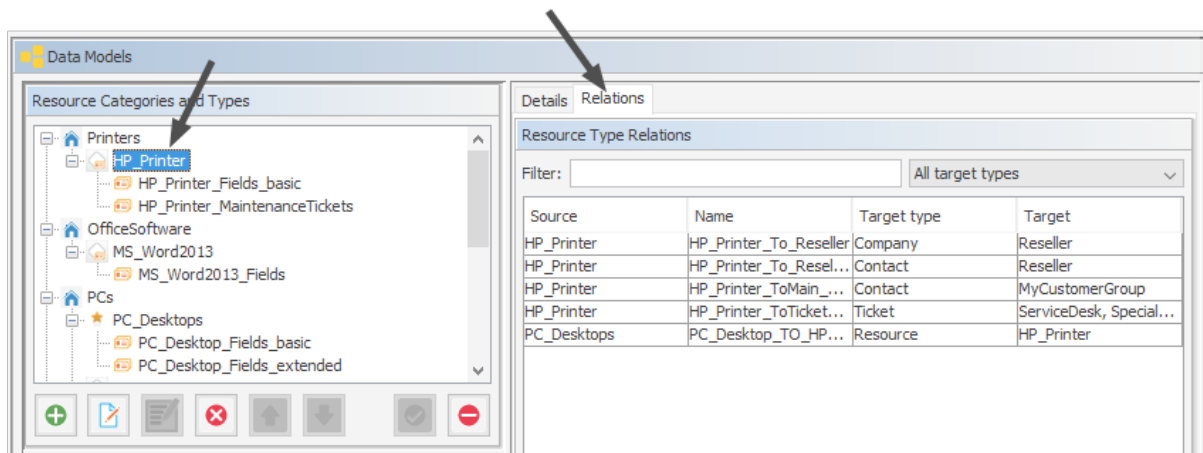 Data Models
Resource Categories and Types
Printers
HP_Printer
HP_Printer_Fields_basic
HP_Printer_MaintenanceTickets
OfficeSoftware
MS_Word2013
MS_Word2013_Fields
PCs
PC_Desktops
PC_Desktop_Fields_basic
PC_Desktop_Fields_extended
Details Relations
Resource Type Relations
Filter: All target types
Source Name Target type Target
HP_Printer HP_Printer_To_Reseller Company Reseller
HP_Printer HP_Printer_To_Resel... Contact Reseller
HP_Printer HP_Printer_ToMain_... Contact MyCustomerGroup
HP_Printer HP_Printer_ToTicket... Ticket ServiceDesk, Special...
PC_Desktops PC_Desktop_TO_HP... Resource HP_Printer